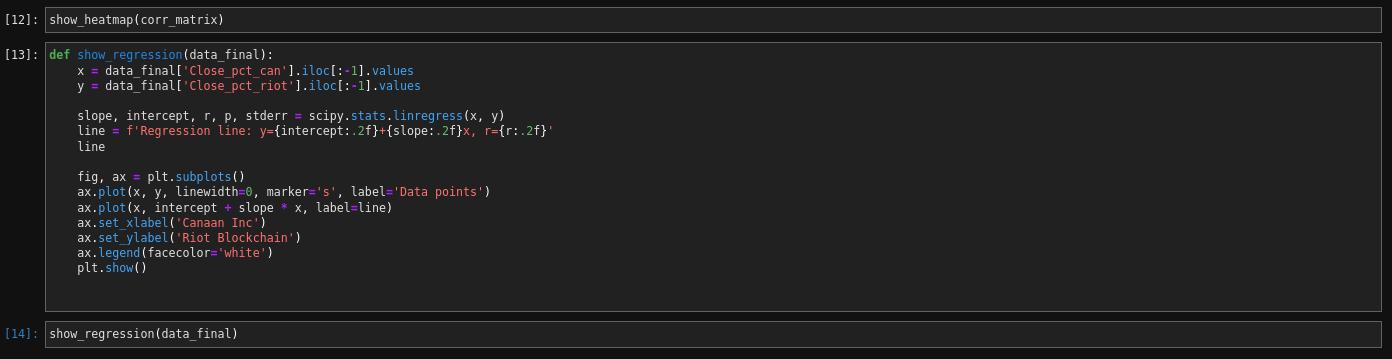 [12]: show_heatmap(corr_matrix)
[13]: def show_regression(data_final):
    x = data_final['Close_pct_can'].iloc[:-1].values
    y = data_final['Close_pct_riot'].iloc[:-1].values

    slope, intercept, r, p, stderr = scipy.stats.linregress(x, y)
    line = f'Regression line: y={intercept:.2f}+{slope:.2f}x, r={r:.2f}'
    line

    fig, ax = plt.subplots()
    ax.plot(x, y, linewidth=0, marker='s', label='Data points')
    ax.plot(x, intercept + slope * x, label=line)
    ax.set_xlabel('Canaan Inc')
    ax.set_ylabel('Riot Blockchain')
    ax.legend(facecolor='white')
    plt.show()
[14]: show_regression(data_final)